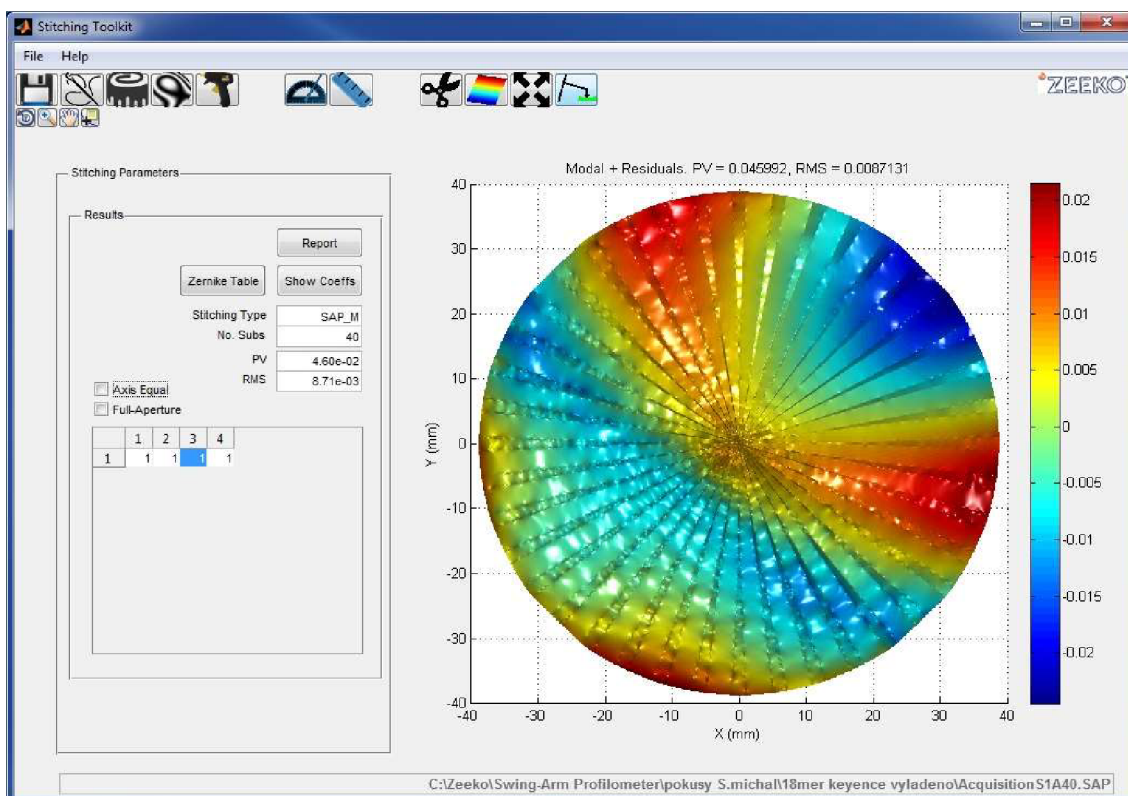 Stitching Toolkit
File Help
ZEEKO
Stitching Parameters
Results
Report
Zernike Table Show Coeffs
Stitching Type SAP_M
No. Subs 40
PV 4.60e-02
RMS 8.71e-03
Axis Equal
Full-Aperture
1 2 3 4
1 1 1 1 1
Modal + Residuals. PV = 0.045992, RMS = 0.0087131
40
30
20
10
0
-10
-20
-30
-40
Y (mm)
-40 -30 -20 -10 0 10 20 30 40
X (mm)
0.02
0.015
0.01
0.005
0
-0.005
-0.01
-0.015
-0.02
C:\Zeeko\Swing-Arm Profilometer\pokusy S.michal\18mer keyence vyladeno\Acquisition S1A40.SAP